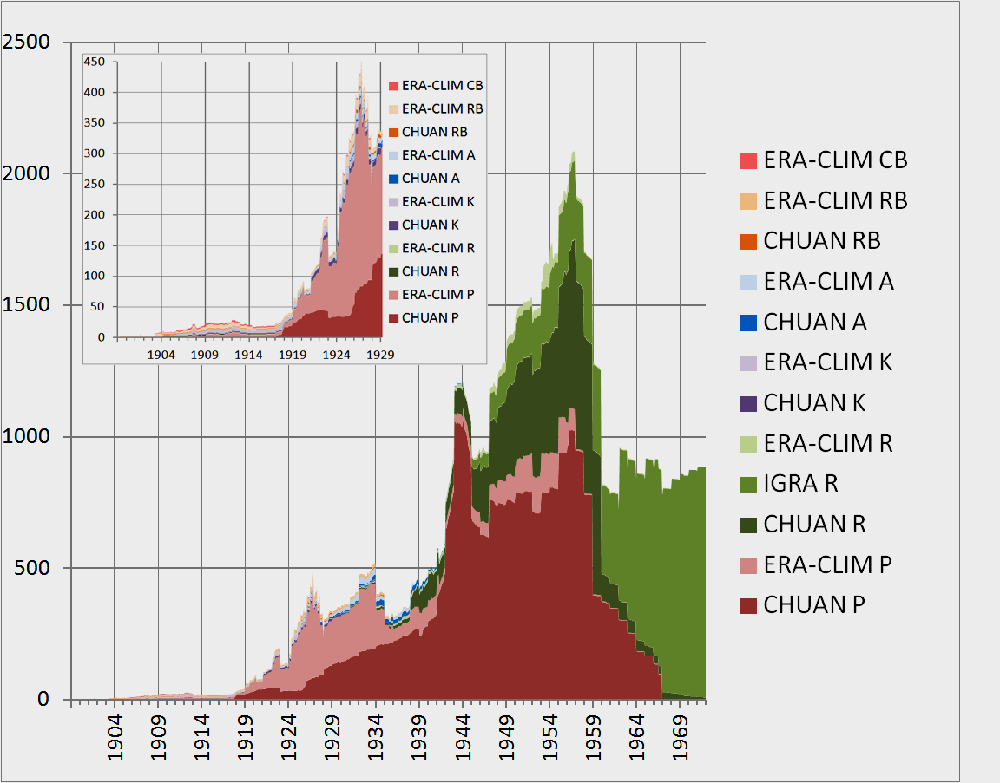 2500
2000
1500
1000
500
0
1904 1909 1914 1919 1924 1929 1934 1939 1944 1949 1954 1959 1964 1969
450
400
350
300
250
200
150
100
50
0
1904 1909 1914 1919 1924 1929
ERA-CLIM CB
ERA-CLIM RB
CHUAN RB
ERA-CLIM A
CHUAN A
ERA-CLIM K
CHUAN K
ERA-CLIM R
CHUAN R
ERA-CLIM P
CHUAN P
ERA-CLIM CB
ERA-CLIM RB
CHUAN RB
ERA-CLIM A
CHUAN A
ERA-CLIM K
CHUAN K
ERA-CLIM R
IGRA R
CHUAN R
ERA-CLIM P
CHUAN P